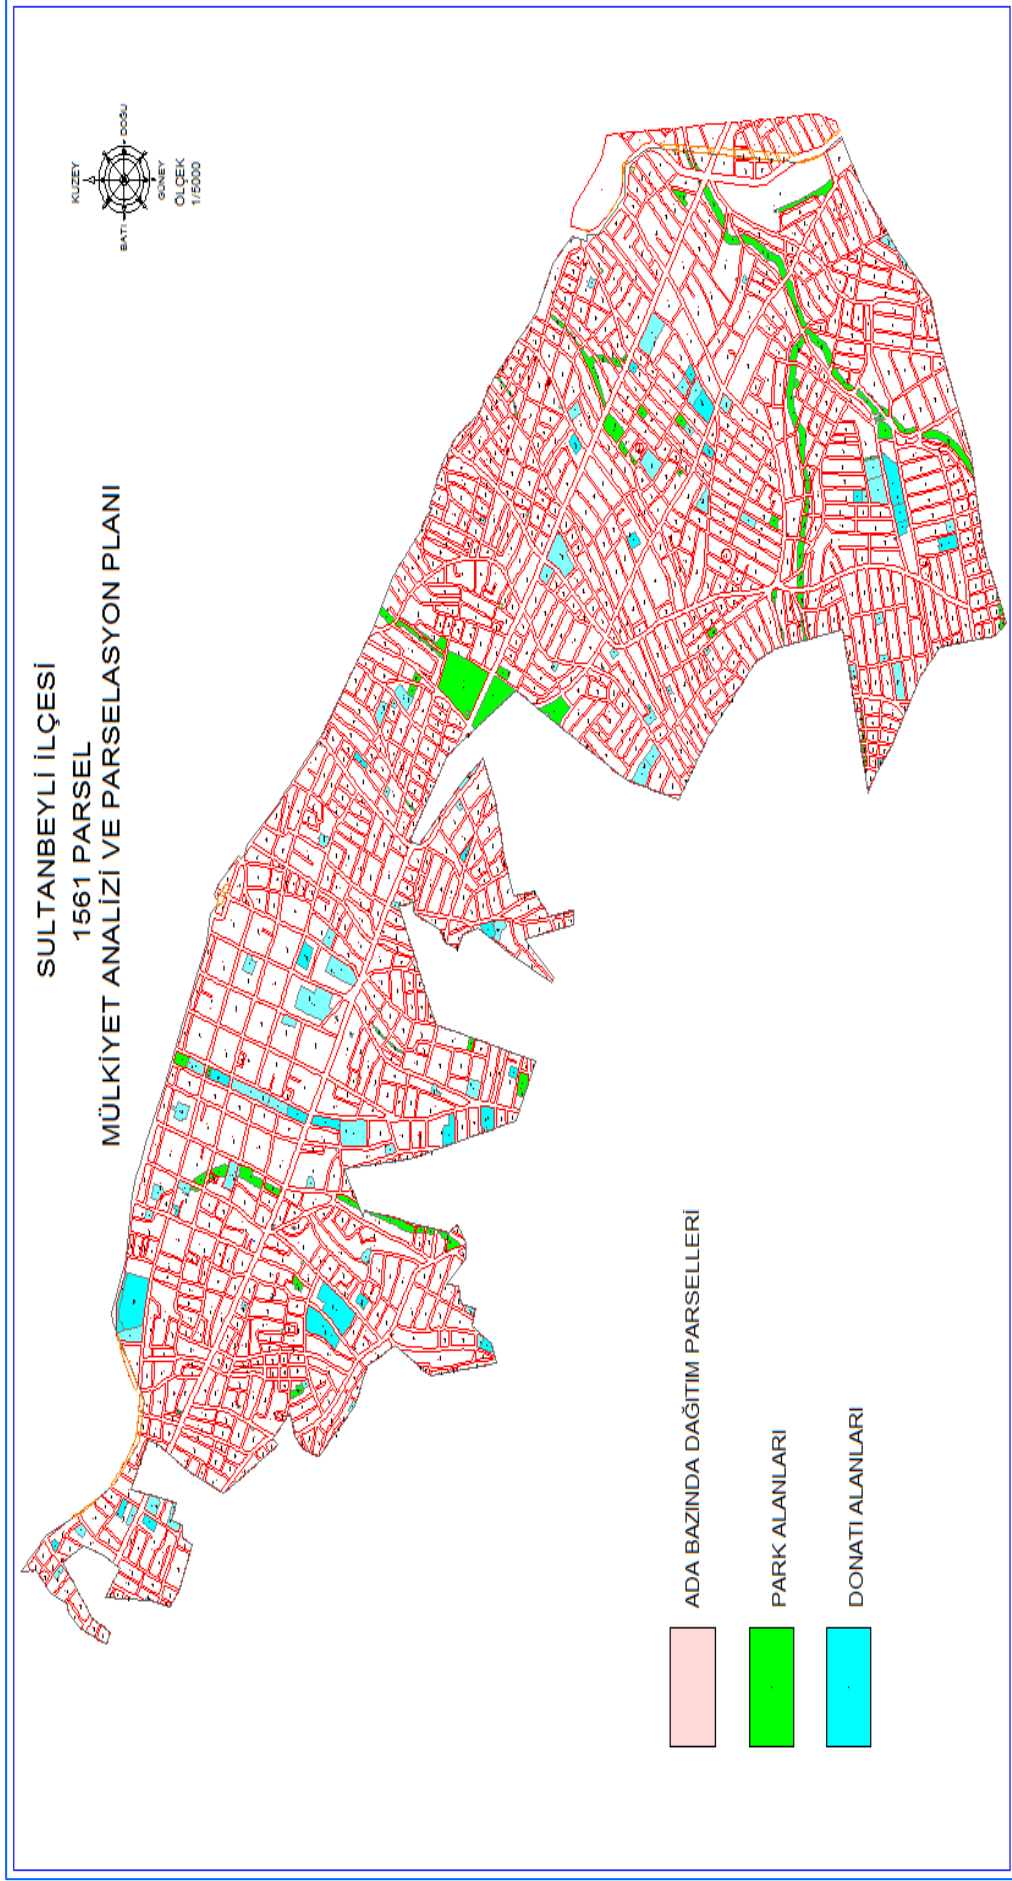 SULTANBEYLİ İLÇESİ
1561 PARSEL
MÜLKİYET ANALİZİ VE PARSELASYON PLANI
KUZEY
BATI
DOĞU
GÜNEY
ÖLÇEK
1/5000
ADA BAZINDA DAĞITIM PARSELLERİ
PARK ALANLARI
DONATI ALANLARI